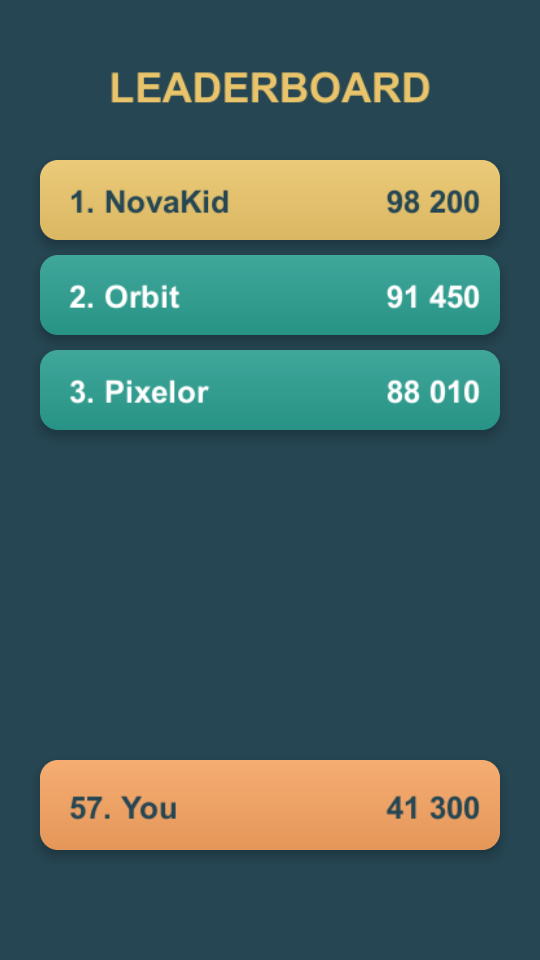 LEADERBOARD
1. NovaKid 98 200
2. Orbit 91 450
3. Pixelor 88 010
57. You 41 300